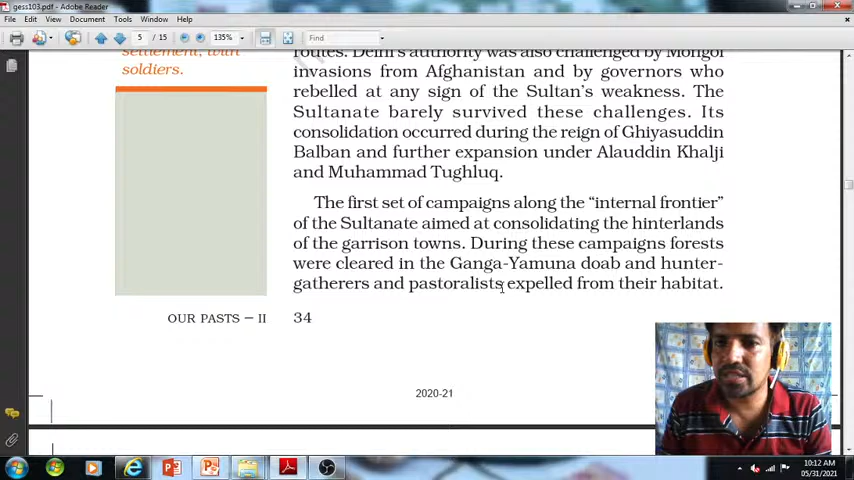 gess103.pdf - Adobe Reader
File Edit View Document Tools Window Help
5 / 15 135% Find
settlement, with
soldiers.
routes. Delhi's authority was also challenged by Mongol
invasions from Afghanistan and by governors who
rebelled at any sign of the Sultan's weakness. The
Sultanate barely survived these challenges. Its
consolidation occurred during the reign of Ghiyasuddin
Balban and further expansion under Alauddin Khalji
and Muhammad Tughluq.
The first set of campaigns along the “internal frontier”
of the Sultanate aimed at consolidating the hinterlands
of the garrison towns. During these campaigns forests
were cleared in the Ganga-Yamuna doab and hunter-
gatherers and pastoralists expelled from their habitat.
OUR PASTS – II 34
2020-21
10:12 AM
05/31/2021